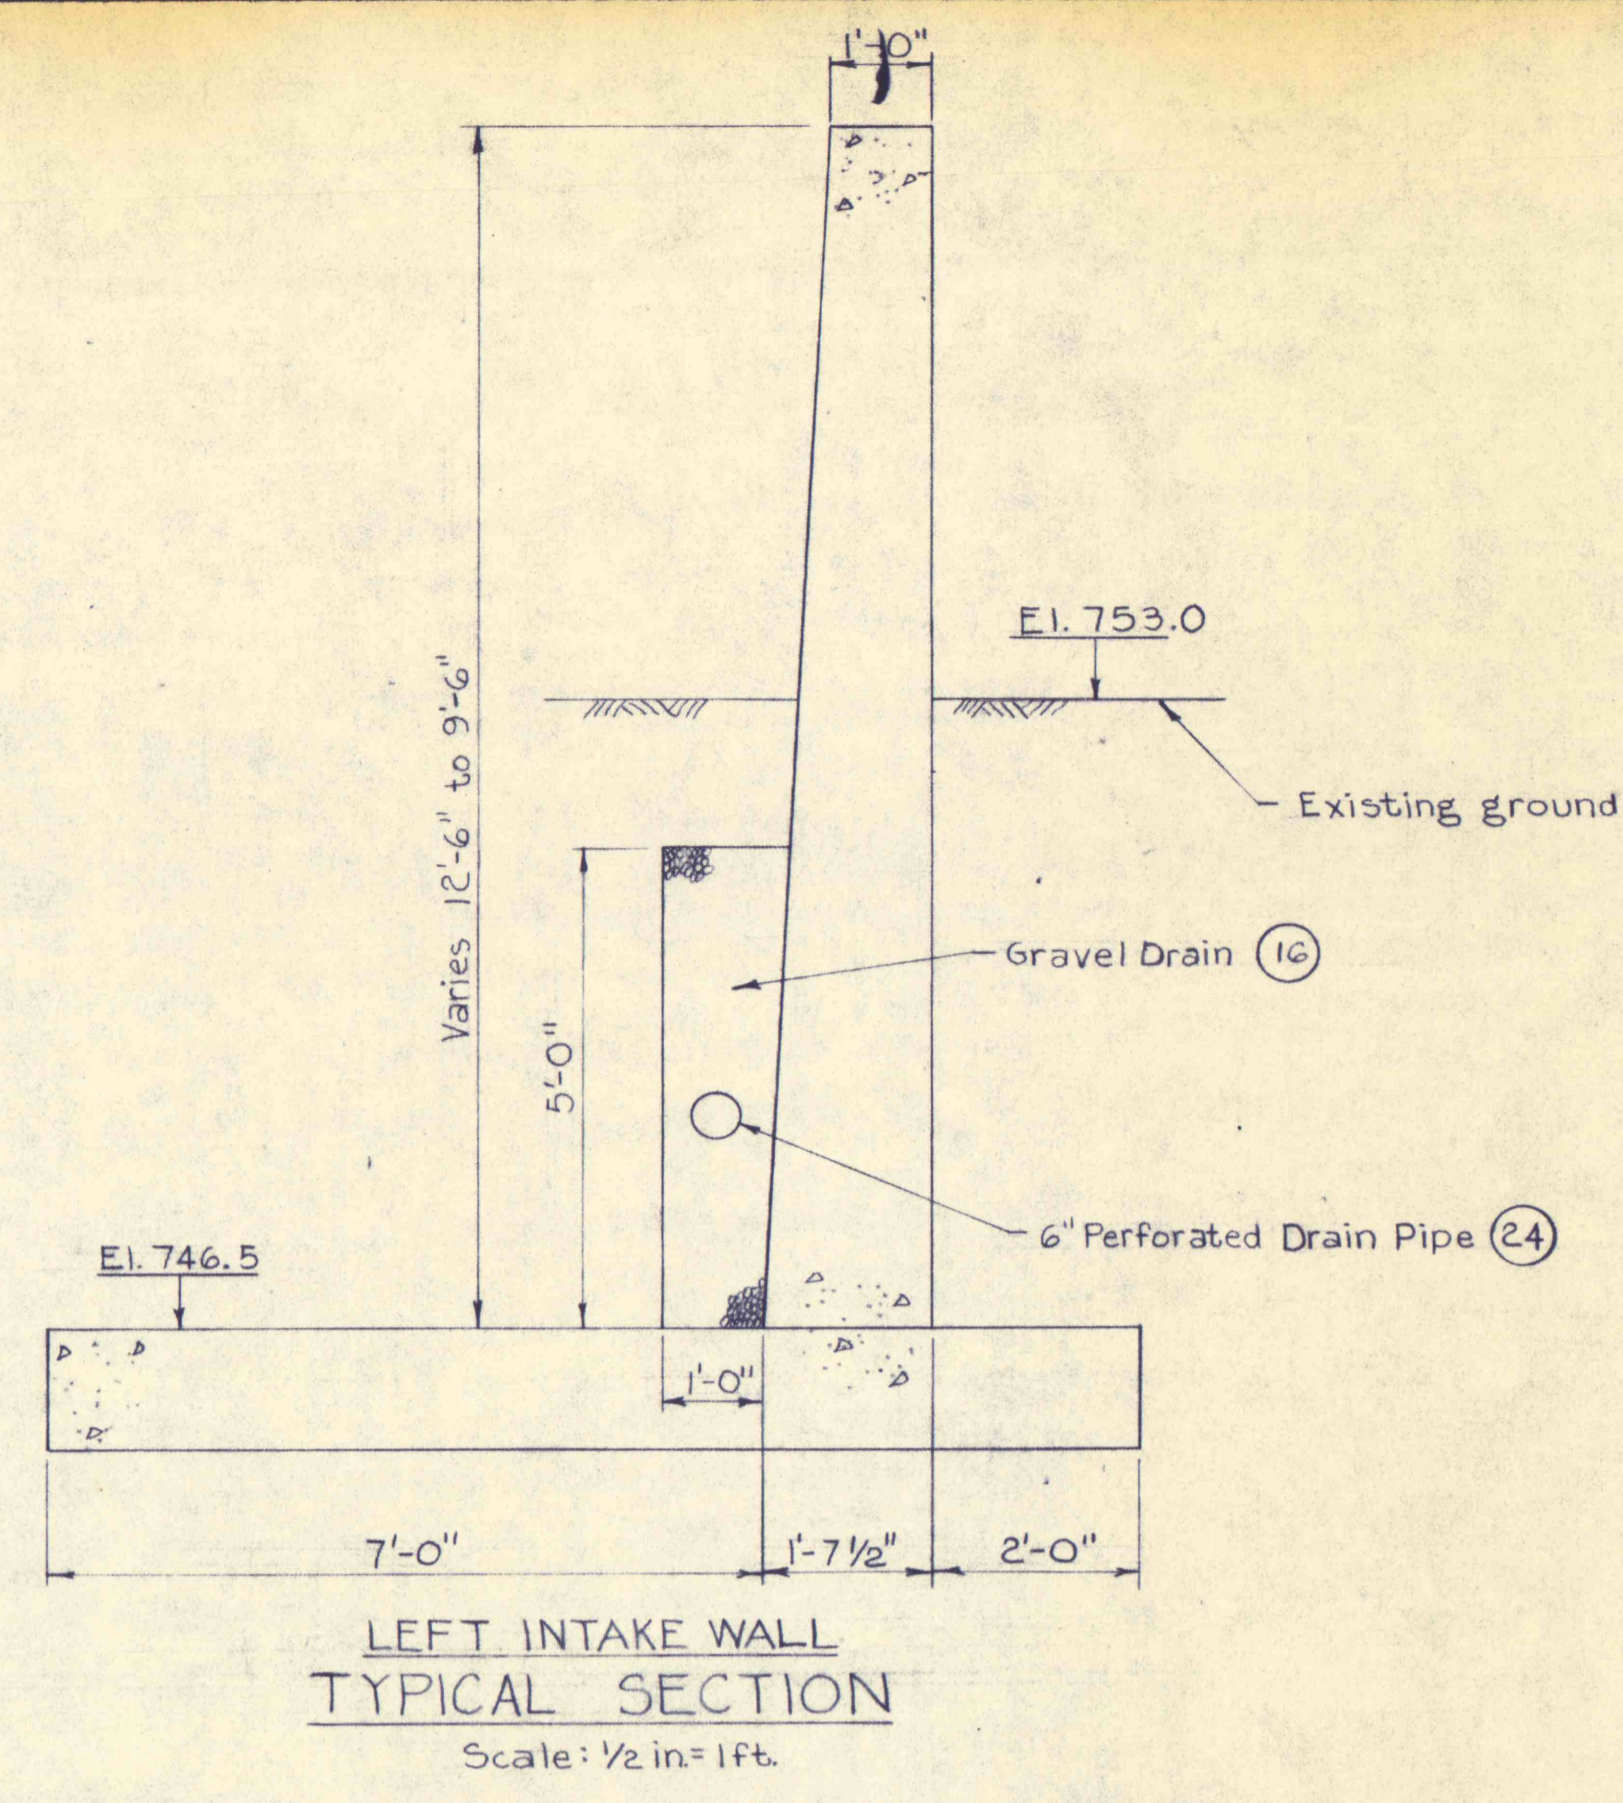 1'-0"
El. 753.0
Varies 12'-6" to 9'-6"
Existing ground
Gravel Drain 16
5'-0"
6" Perforated Drain Pipe 24
El. 746.5
1'-0"
7'-0"
1'-7 1/2"
2'-0"
LEFT INTAKE WALL
TYPICAL SECTION
Scale: 1/2 in.= 1ft.